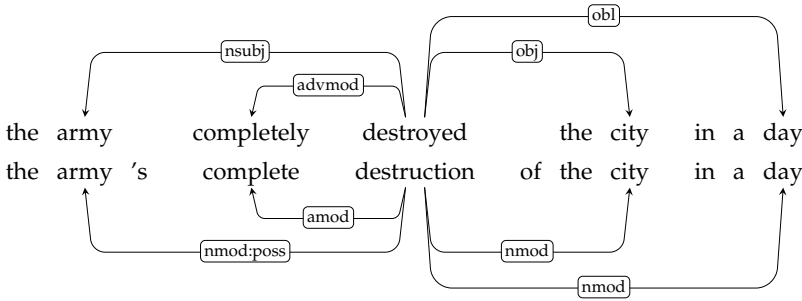 obl
nsubj obj
advmod
the army completely destroyed the city in a day
the army 's complete destruction of the city in a day
amod
nmod:poss nmod
nmod